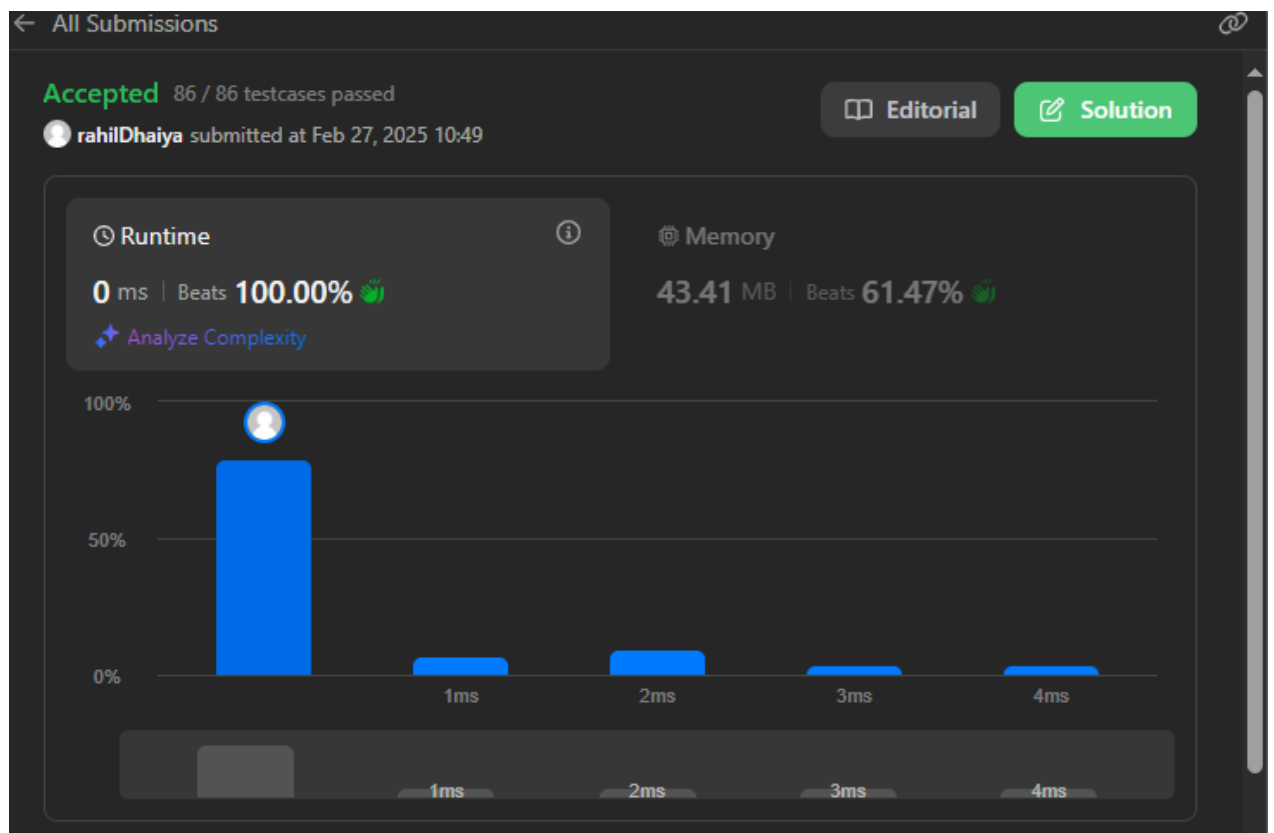 ← All Submissions
Accepted 86 / 86 testcases passed
rahilDhaiya submitted at Feb 27, 2025 10:49
Editorial
Solution
Runtime
0 ms | Beats 100.00%
Analyze Complexity
Memory
43.41 MB | Beats 61.47%
100%
50%
0%
1ms 2ms 3ms 4ms
1ms 2ms 3ms 4ms